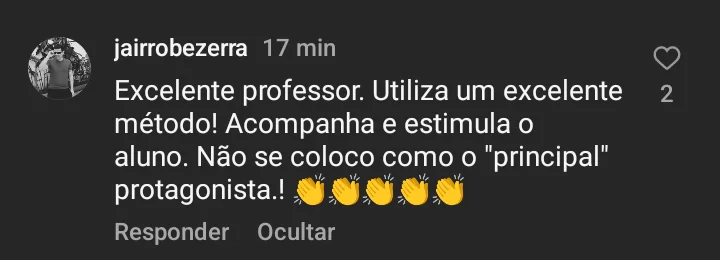 jairrobezerra 17 min
Excelente professor. Utiliza um excelente
método! Acompanha e estimula o
aluno. Não se coloco como o "principal"
protagonista.! 👏👏👏👏👏
2
Responder Ocultar